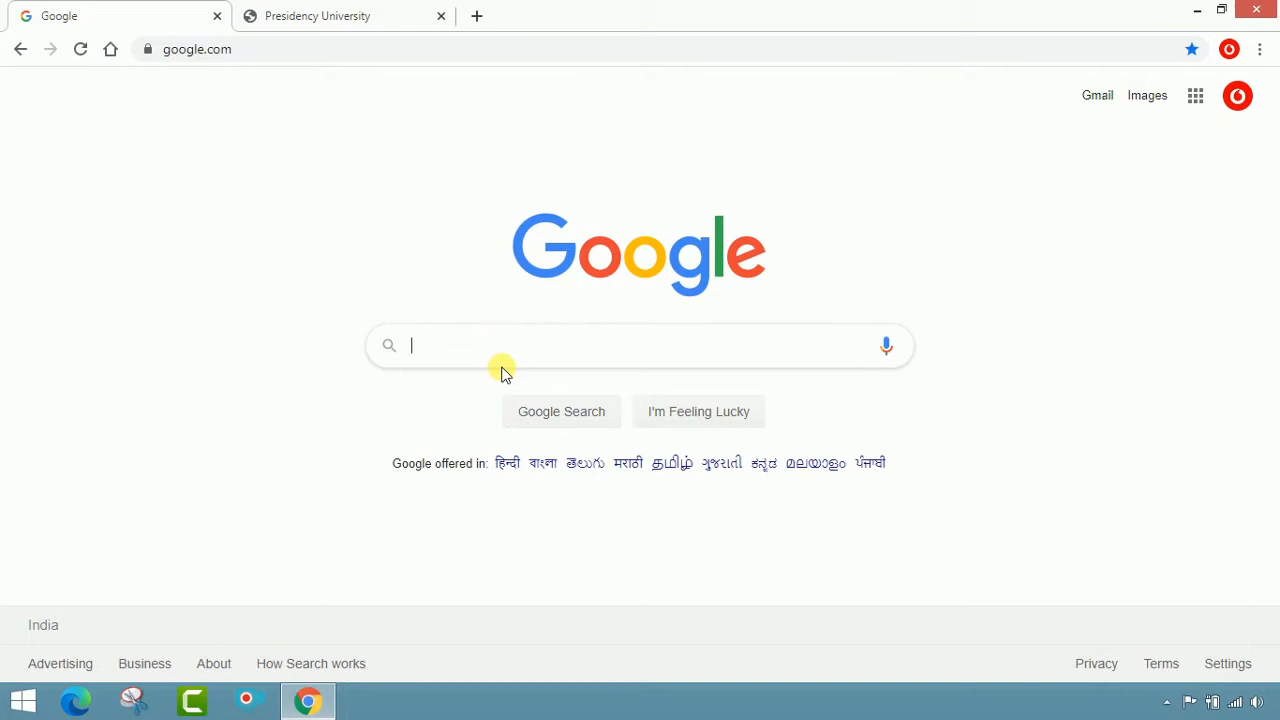 Google
Presidency University
google.com
Gmail Images
Google
Google Search I'm Feeling Lucky
Google offered in: हिन्दी বাংলা తెలుగు मराठी தமிழ் ગુજરાતી ಕನ್ನಡ മലയാളം ਪੰਜਾਬੀ
India
Advertising Business About How Search works Privacy Terms Settings